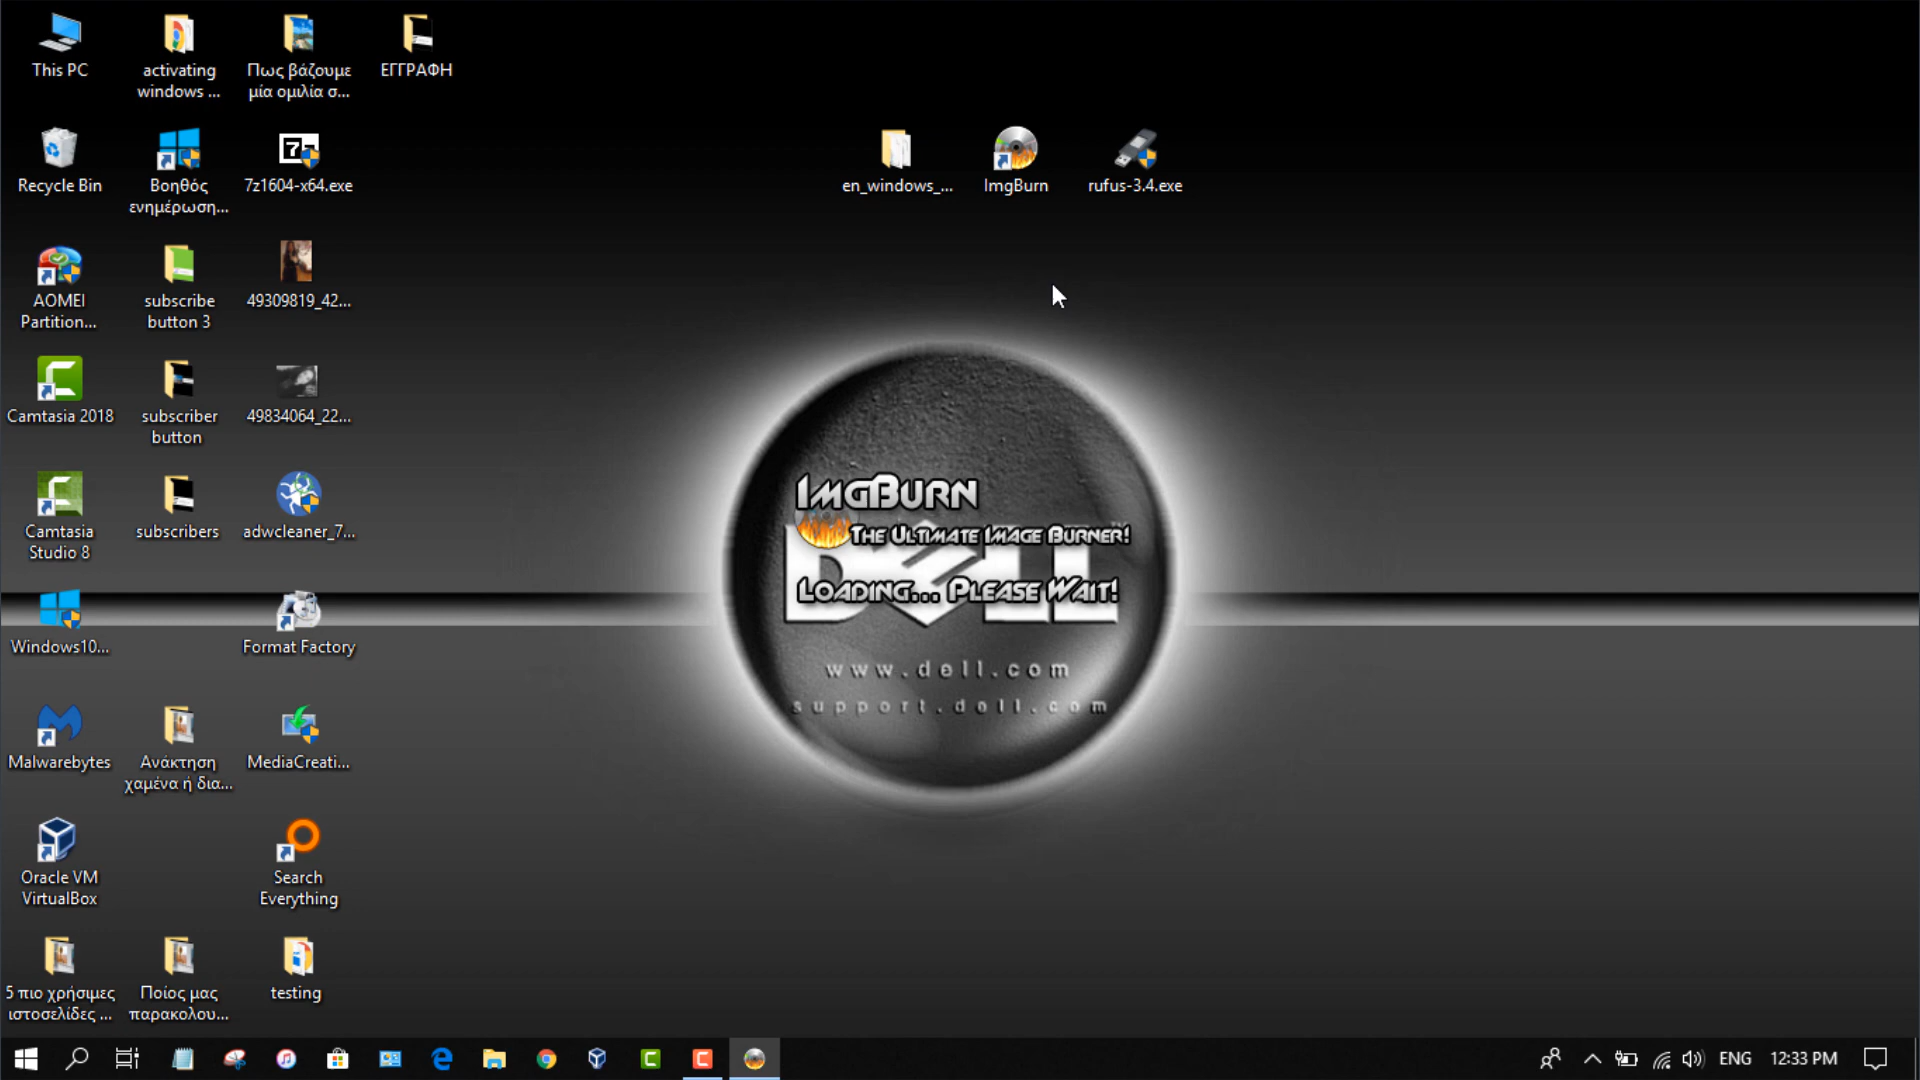 This PC
activating
windows ...
Πως βάζουμε
μία ομιλία σ...
ΕΓΓΡΑΦΗ
Recycle Bin
Βοηθός
ενημέρωση...
7z1604-x64.exe
en_windows_...
ImgBurn
rufus-3.4.exe
AOMEI
Partition...
subscribe
button 3
49309819_42...
Camtasia 2018
subscriber
button
49834064_22...
Camtasia
Studio 8
subscribers
adwcleaner_7...
ImgBurn
The Ultimate Image Burner!
DELL
Loading... Please Wait!
www.dell.com
support.dell.com
Windows10...
Format Factory
Malwarebytes
Ανάκτηση
χαμένα ή δια...
MediaCreati...
Oracle VM
VirtualBox
Search
Everything
5 πιο χρήσιμες
ιστοσελίδες ...
Ποίος μας
παρακολου...
testing
ENG
12:33 PM